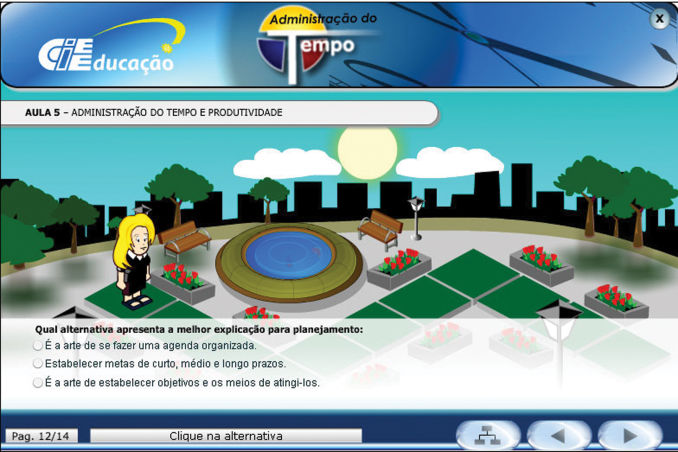 CIEEducação
Administração do
Tempo
X
AULA 5 – ADMINISTRAÇÃO DO TEMPO E PRODUTIVIDADE
Qual alternativa apresenta a melhor explicação para planejamento:
É a arte de se fazer uma agenda organizada.
Estabelecer metas de curto, médio e longo prazos.
É a arte de estabelecer objetivos e os meios de atingi-los.
Pag. 12/14
Clique na alternativa